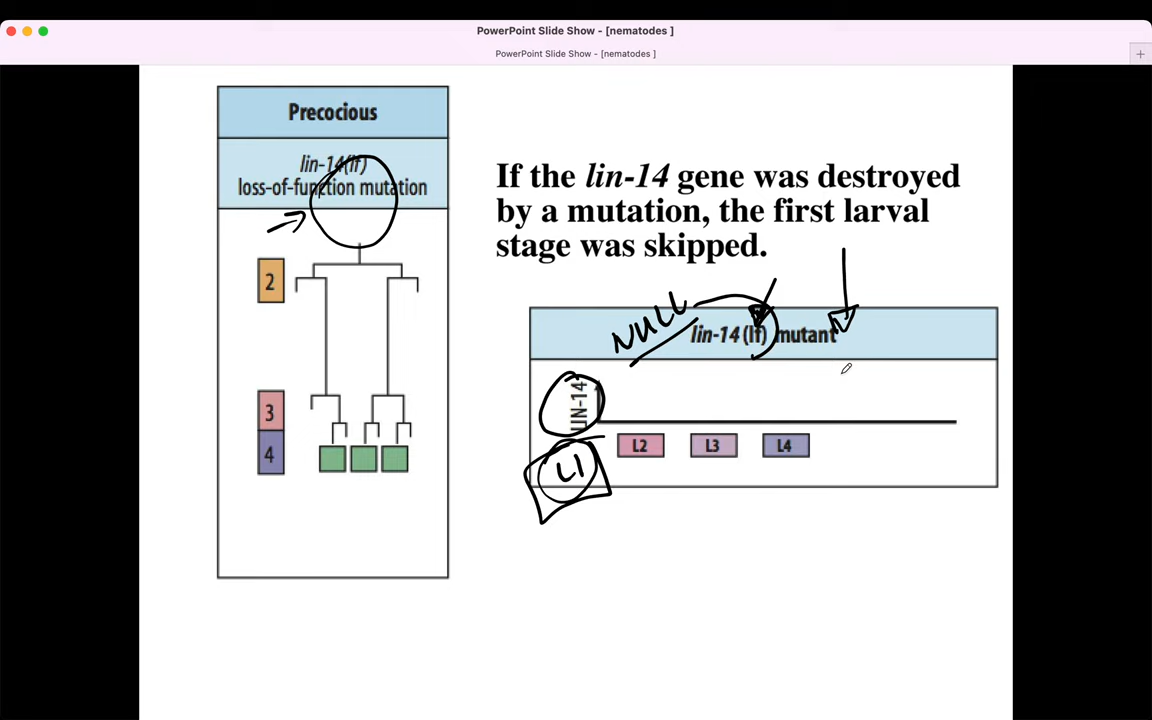 PowerPoint Slide Show - [nematodes ]
PowerPoint Slide Show - [nematodes ]
Precocious
lin-14(lf)
loss-of-function mutation
2
3
4
If the lin-14 gene was destroyed
by a mutation, the first larval
stage was skipped.
NULL
lin-14 (lf) mutant
LIN-14
L2 L3 L4
L1